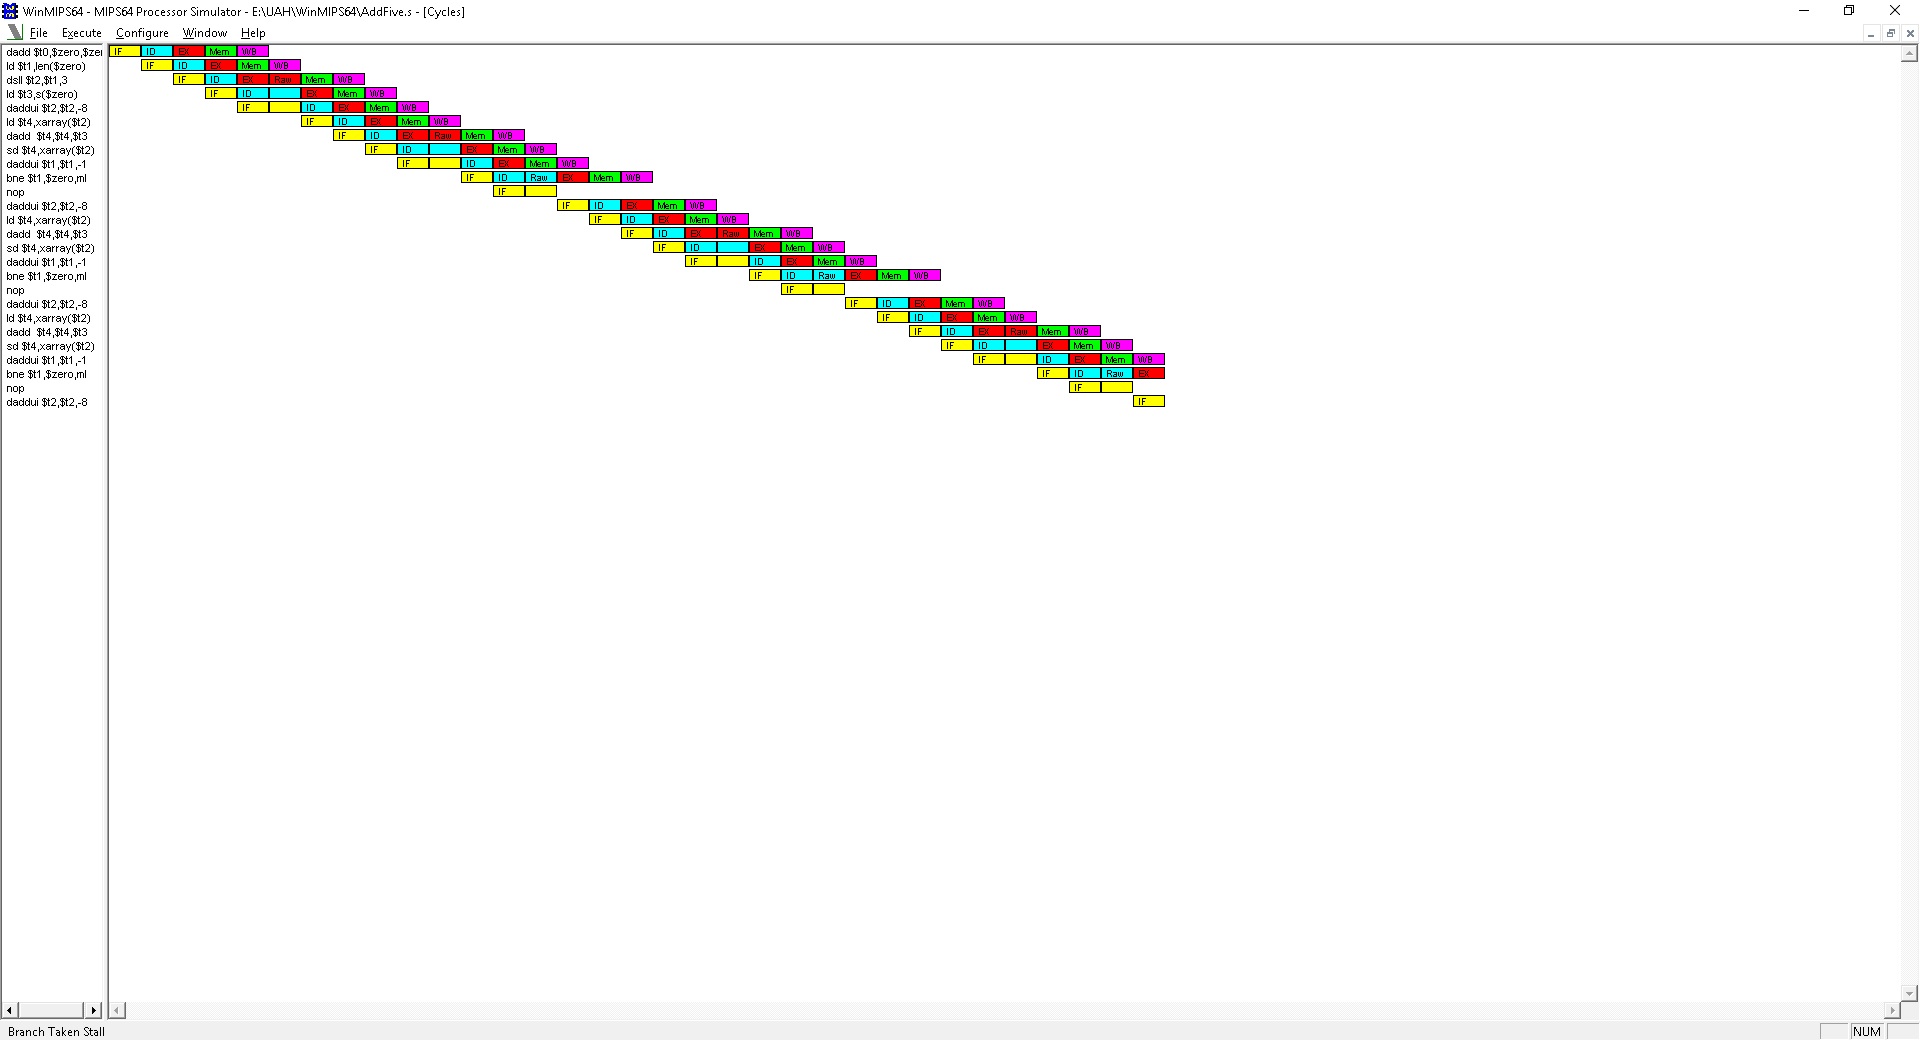 WinMIPS64 - MIPS64 Processor Simulator - E:\UAH\WinMIPS64\AddFive.s - [Cycles]
File Execute Configure Window Help
dadd $t0,$zero,$zer IF ID EX Mem WB
ld $t1,len($zero) IF ID EX Mem WB
dsll $t2,$t1,3 IF ID EX Raw Mem WB
ld $t3,s($zero) IF ID EX Mem WB
daddui $t2,$t2,-8 IF ID EX Mem WB
ld $t4,xarray($t2) IF ID EX Mem WB
dadd $t4,$t4,$t3 IF ID EX Raw Mem WB
sd $t4,xarray($t2) IF ID EX Mem WB
daddui $t1,$t1,-1 IF ID EX Mem WB
bne $t1,$zero,ml IF ID Raw EX Mem WB
nop IF
daddui $t2,$t2,-8 IF ID EX Mem WB
ld $t4,xarray($t2) IF ID EX Mem WB
dadd $t4,$t4,$t3 IF ID EX Raw Mem WB
sd $t4,xarray($t2) IF ID EX Mem WB
daddui $t1,$t1,-1 IF ID EX Mem WB
bne $t1,$zero,ml IF ID Raw EX Mem WB
nop IF
daddui $t2,$t2,-8 IF ID EX Mem WB
ld $t4,xarray($t2) IF ID EX Mem WB
dadd $t4,$t4,$t3 IF ID EX Raw Mem WB
sd $t4,xarray($t2) IF ID EX Mem WB
daddui $t1,$t1,-1 IF ID EX Mem WB
bne $t1,$zero,ml IF ID Raw EX
nop IF
daddui $t2,$t2,-8 IF
Branch Taken Stall NUM